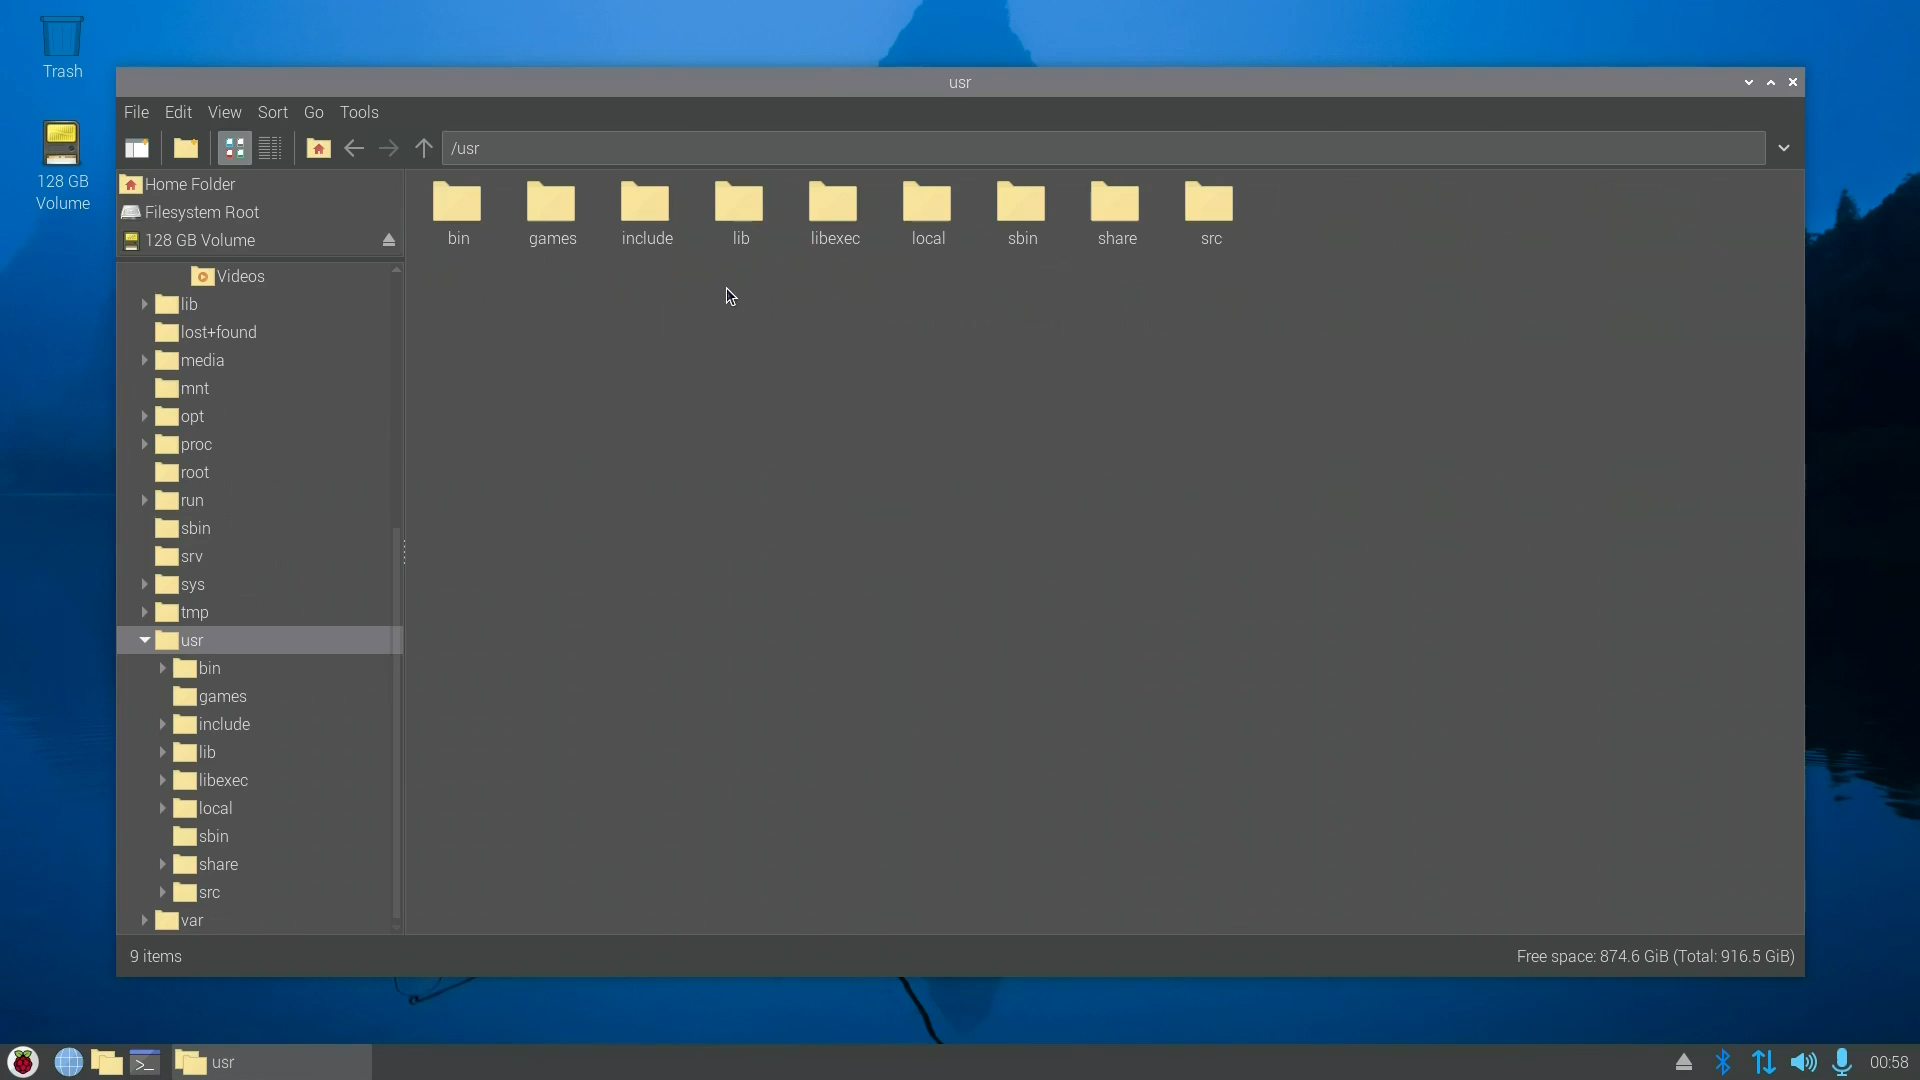 Trash
128 GB
Volume
usr
File Edit View Sort Go Tools
/usr
Home Folder
Filesystem Root
128 GB Volume
Videos
lib
lost+found
media
mnt
opt
proc
root
run
sbin
srv
sys
tmp
usr
bin
games
include
lib
libexec
local
sbin
share
src
var
bin games include lib libexec local sbin share src
9 items
Free space: 874.6 GiB (Total: 916.5 GiB)
usr
00:58